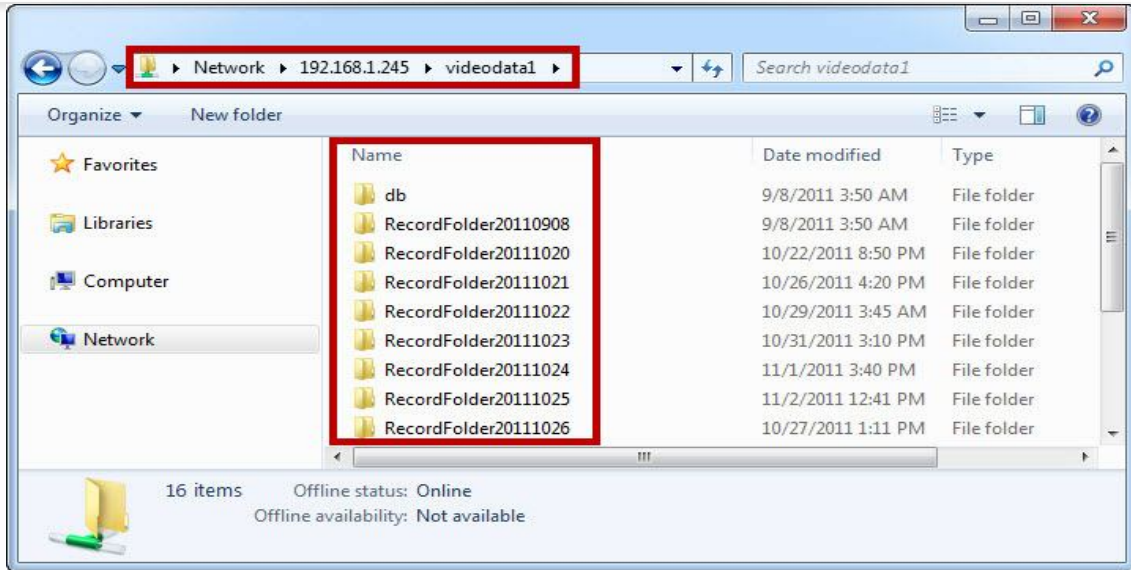 Network ▸ 192.168.1.245 ▸ videodata1 ▸ Search videodata1
Organize New folder
Name Date modified Type
Favorites
Libraries
Computer
Network
db 9/8/2011 3:50 AM File folder
RecordFolder20110908 9/8/2011 3:50 AM File folder
RecordFolder20111020 10/22/2011 8:50 PM File folder
RecordFolder20111021 10/26/2011 4:20 PM File folder
RecordFolder20111022 10/29/2011 3:45 AM File folder
RecordFolder20111023 10/31/2011 3:10 PM File folder
RecordFolder20111024 11/1/2011 3:40 PM File folder
RecordFolder20111025 11/2/2011 12:41 PM File folder
RecordFolder20111026 10/27/2011 1:11 PM File folder
16 items Offline status: Online
Offline availability: Not available